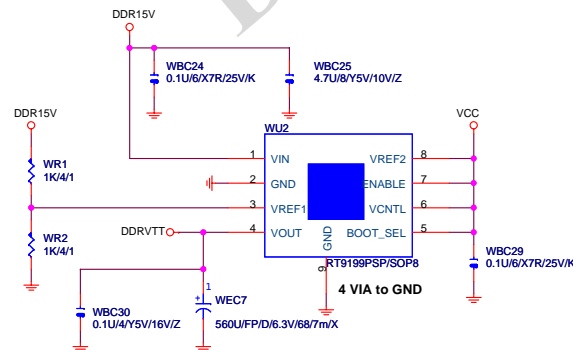 DDR15V
WBC24
0.1U/6/X7R/25V/K
WBC25
4.7U/8/Y5V/10V/Z
DDR15V
VCC
WU2
WR1
1K/4/1
1 VIN VREF2 8
2 GND ENABLE 7
3 VREF1 VCNTL 6
4 VOUT BOOT_SEL 5
GND
9
RT9199PSP/SOP8
WR2
1K/4/1
DDRVTT
WBC29
0.1U/6/X7R/25V/K
4 VIA to GND
WBC30
0.1U/4/Y5V/16V/Z
1
+
WEC7
560U/FP/D/6.3V/68/7m/X